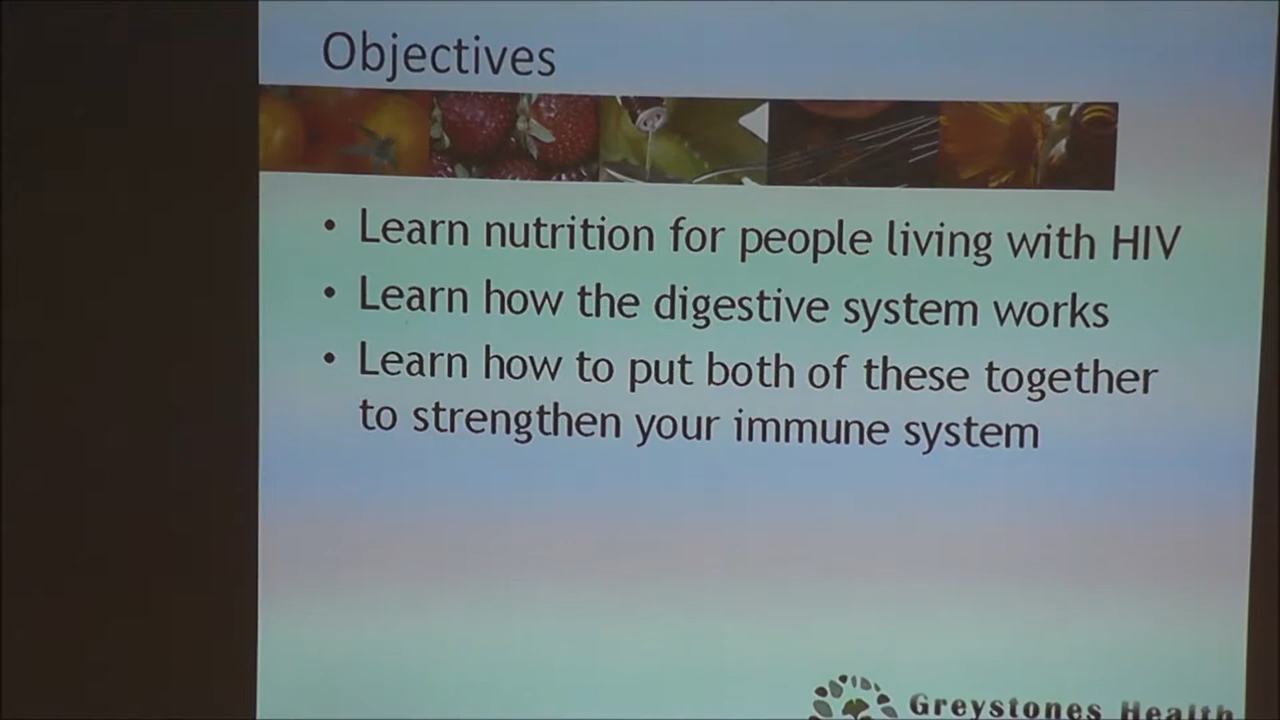 Objectives
• Learn nutrition for people living with HIV
• Learn how the digestive system works
• Learn how to put both of these together
to strengthen your immune system
Greystones Health